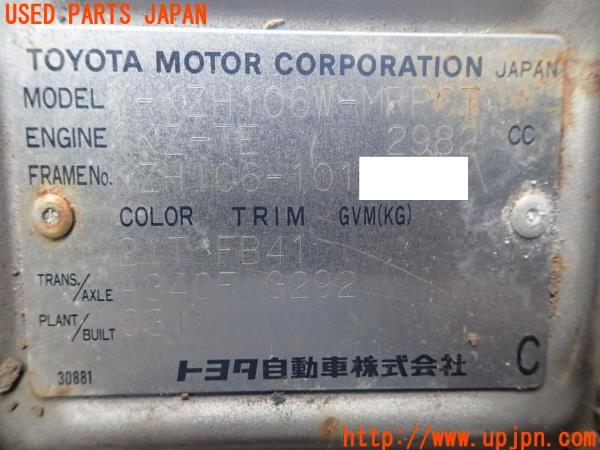 USED PARTS JAPAN
TOYOTA MOTOR CORPORATION JAPAN
MODEL -KZH106W-MRPGT
ENGINE KZ-TE / 2982 CC
FRAME No. KZH106-101
COLOR TRIM GVM(KG)
21T FB41
TRANS./AXLE A340F G292
PLANT/BUILT
トヨタ自動車株式会社 C
30881
http://www.upjpn.com/